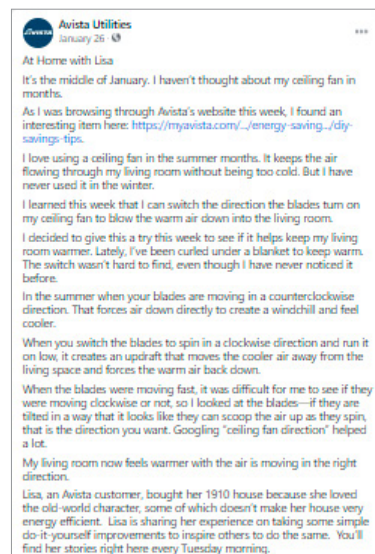 AVISTA
Avista Utilities
January 26 ·
At Home with Lisa
It's the middle of January. I haven't thought about my ceiling fan in
months.
As I was browsing through Avista's website this week, I found an
interesting item here: https://myavista.com/.../energy-saving.../diy-
savings-tips.
I love using a ceiling fan in the summer months. It keeps the air
flowing through my living room without being too cold. But I have
never used it in the winter.
I learned this week that I can switch the direction the blades turn on
my ceiling fan to blow the warm air down into the living room.
I decided to give this a try this week to see if it helps keep my living
room warmer. Lately, I've been curled under a blanket to keep warm.
The switch wasn't hard to find, even though I have never noticed it
before.
In the summer when your blades are moving in a counterclockwise
direction. That forces air down directly to create a windchill and feel
cooler.
When you switch the blades to spin in a clockwise direction and run it
on low, it creates an updraft that moves the cooler air away from the
living space and forces the warm air back down.
When the blades were moving fast, it was difficult for me to see if they
were moving clockwise or not, so I looked at the blades—if they are
tilted in a way that it looks like they can scoop the air up as they spin,
that is the direction you want. Googling "ceiling fan direction" helped
a lot.
My living room now feels warmer with the air is moving in the right
direction.
Lisa, an Avista customer, bought her 1910 house because she loved
the old-world character, some of which doesn't make her house very
energy efficient. Lisa is sharing her experience on taking some simple
do-it-yourself improvements to inspire others to do the same. You'll
find her stories right here every Tuesday morning.